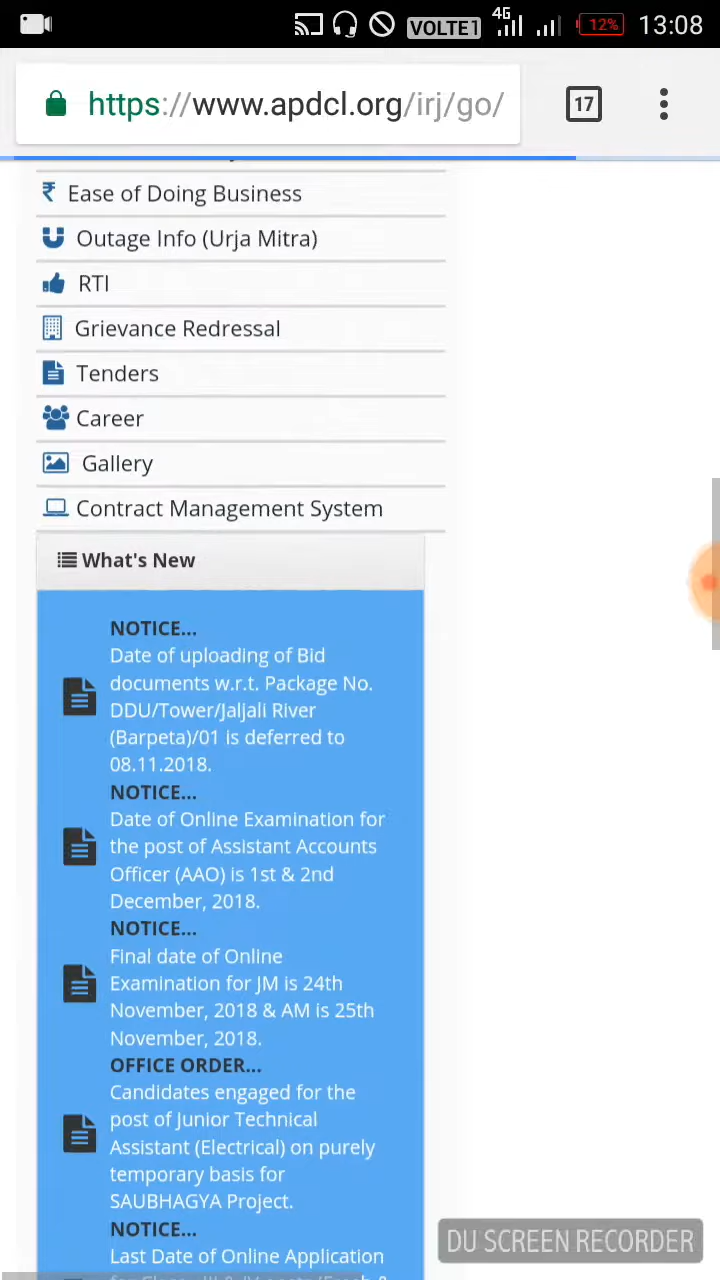 VOLTE1 4G 12% 13:08
https://www.apdcl.org/irj/go/ 17
Ease of Doing Business
Outage Info (Urja Mitra)
RTI
Grievance Redressal
Tenders
Career
Gallery
Contract Management System
What's New
NOTICE...
Date of uploading of Bid
documents w.r.t. Package No.
DDU/Tower/Jaljali River
(Barpeta)/01 is deferred to
08.11.2018.
NOTICE...
Date of Online Examination for
the post of Assistant Accounts
Officer (AAO) is 1st & 2nd
December, 2018.
NOTICE...
Final date of Online
Examination for JM is 24th
November, 2018 & AM is 25th
November, 2018.
OFFICE ORDER...
Candidates engaged for the
post of Junior Technical
Assistant (Electrical) on purely
temporary basis for
SAUBHAGYA Project.
NOTICE...
Last Date of Online Application
DU SCREEN RECORDER